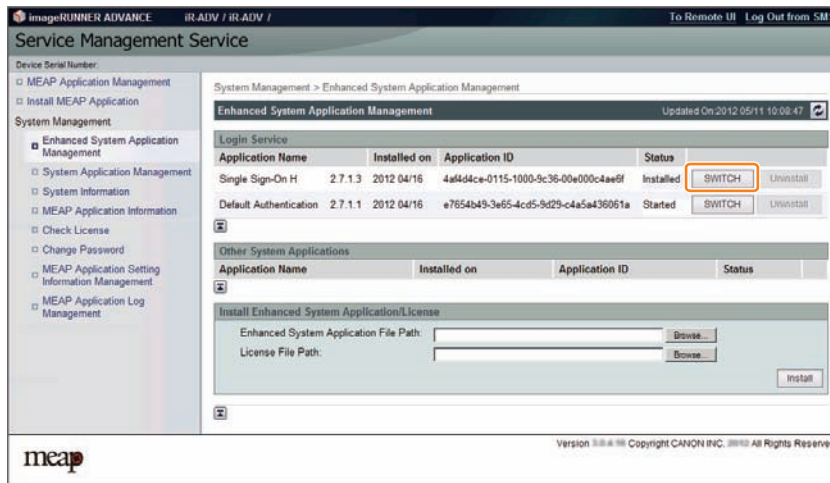 imageRUNNER ADVANCE iR-ADV / iR-ADV / To Remote UI Log Out from SM
Service Management Service
Device Serial Number:
MEAP Application Management
Install MEAP Application
System Management
Enhanced System Application
Management
System Application Management
System Information
MEAP Application Information
Check License
Change Password
MEAP Application Setting
Information Management
MEAP Application Log
Management
System Management > Enhanced System Application Management
Enhanced System Application Management Updated On:2012 05/11 10:08:47
Login Service
Application Name Installed on Application ID Status
Single Sign-On H 2.7.1.3 2012 04/16 4af4d4ce-0115-1000-9c36-00e000c4ae6f Installed SWITCH Uninstall
Default Authentication 2.7.1.1 2012 04/16 e7654b49-3e65-4cd5-9d29-c4a5a436061a Started SWITCH Uninstall
Other System Applications
Application Name Installed on Application ID Status
Install Enhanced System Application/License
Enhanced System Application File Path: Browse...
License File Path: Browse...
Install
meap
Version Copyright CANON INC. All Rights Reserve